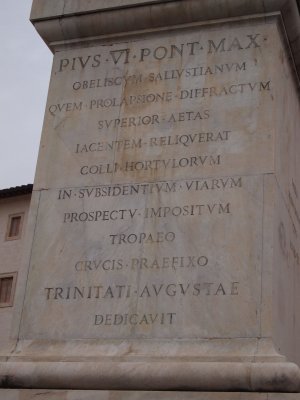 PIVS · VI · PONT · MAX ·
OBELISCVM · SALLVSTIANVM
QVEM · PROLAPSIONE · DIFFRACTVM
SVPERIOR · AETAS
IACENTEM · RELIQVERAT
COLLI · HORTVLORVM
IN · SVBSIDENTIVM · VIARVM
PROSPECTV · IMPOSITVM
TROPAEO
CRVCIS · PRAEFIXO
TRINITATI · AVGVSTAE
DEDICAVIT